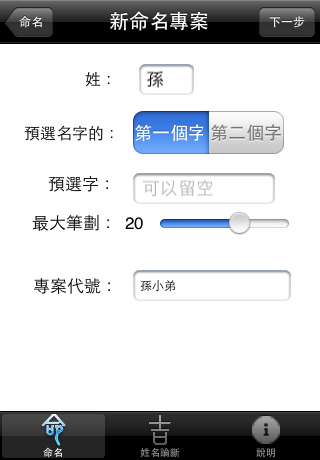 命名 新命名專案 下一步
姓： 孫
預選名字的： 第一個字 第二個字
預選字： 可以留空
最大筆劃： 20
專案代號： 孫小弟
命名 姓名論斷 說明